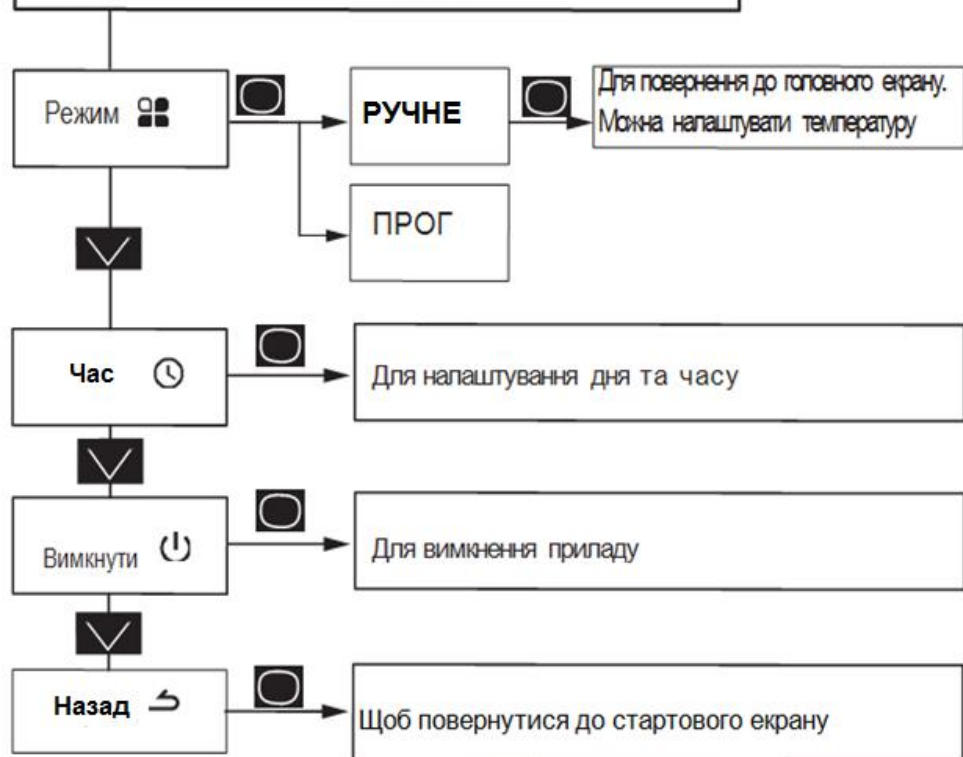 Режим
РУЧНЕ
Для повернення до головного екрану.
Можна налаштувати температуру
ПРОГ
Час
Для налаштування дня та часу
Вимкнути
Для вимкнення приладу
Назад
Щоб повернутися до стартового екрану